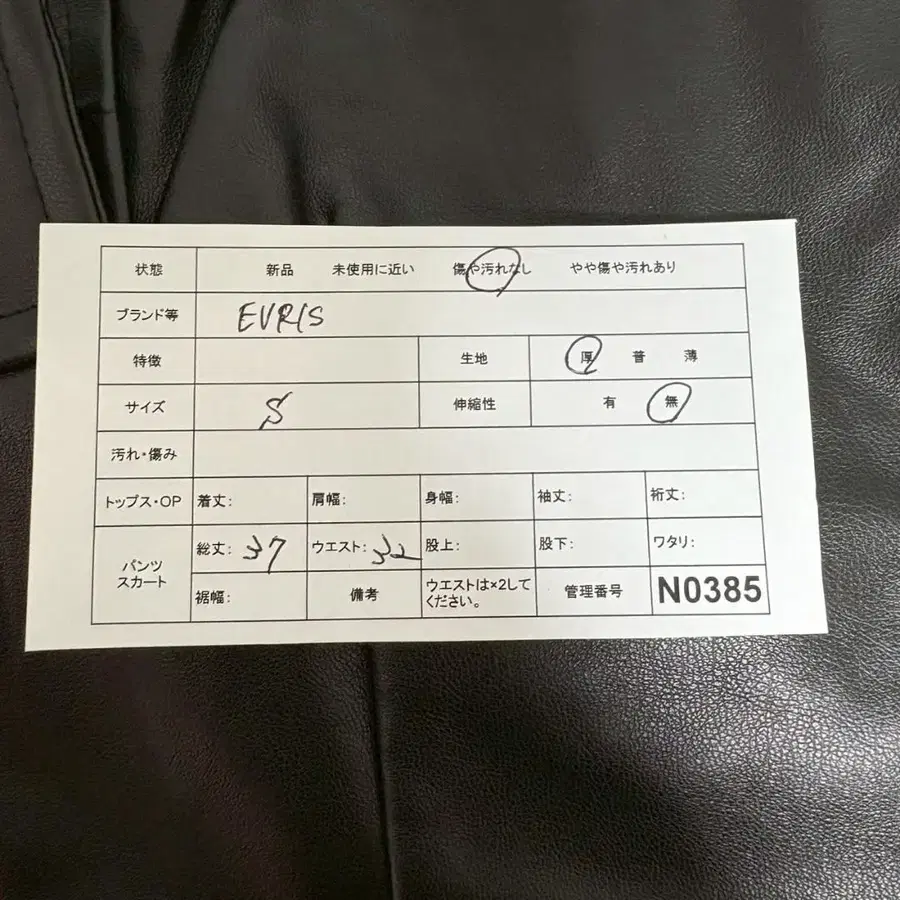 状態 新品 未使用に近い 傷や汚れなし やや傷や汚れあり
ブランド等 EVRIS
特徴 生地 厚 普 薄
サイズ S 伸縮性 有 無
汚れ・傷み
トップス・OP 着丈: 肩幅: 身幅: 袖丈: 裄丈:
パンツ スカート
総丈: 37 ウエスト: 32 股上: 股下: ワタリ:
裾幅: 備考 ウエストは×2して ください。 管理番号 N0385